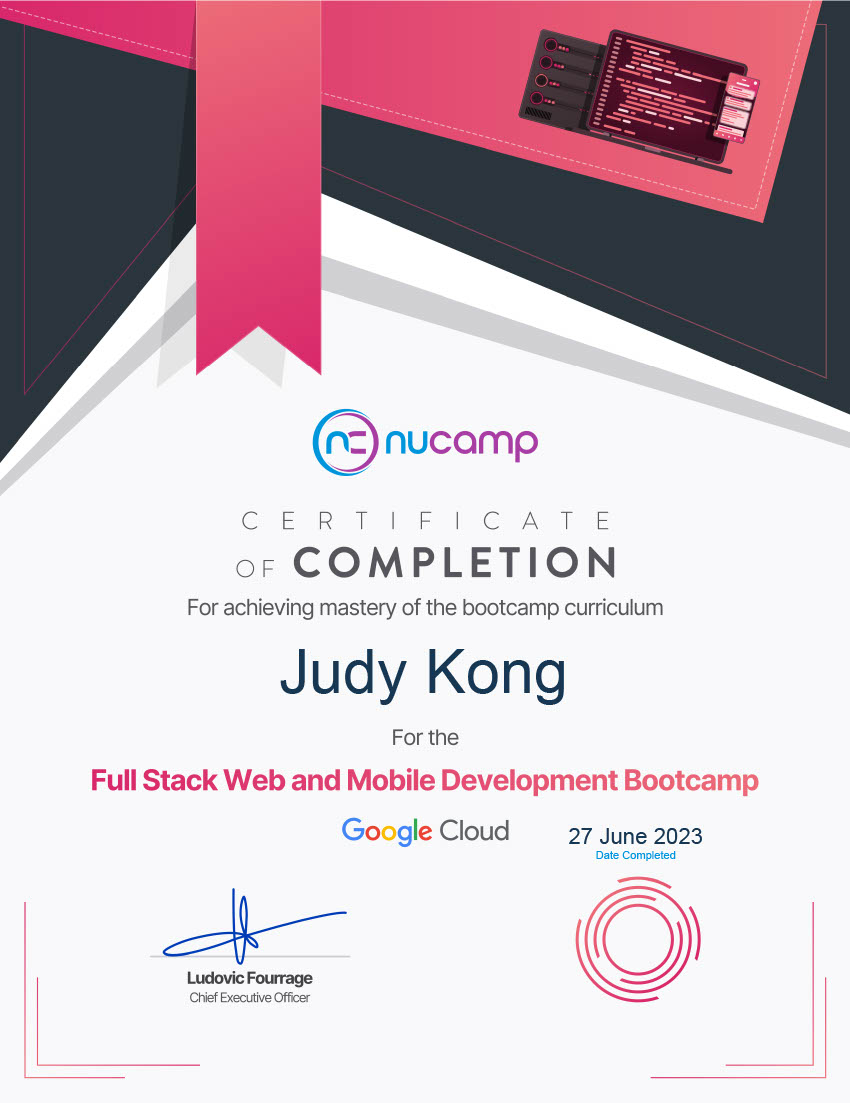 nc nucamp
CERTIFICATE
OF COMPLETION
For achieving mastery of the bootcamp curriculum
Judy Kong
For the
Full Stack Web and Mobile Development Bootcamp
Google Cloud
27 June 2023
Date Completed
Ludovic Fourrage
Chief Executive Officer